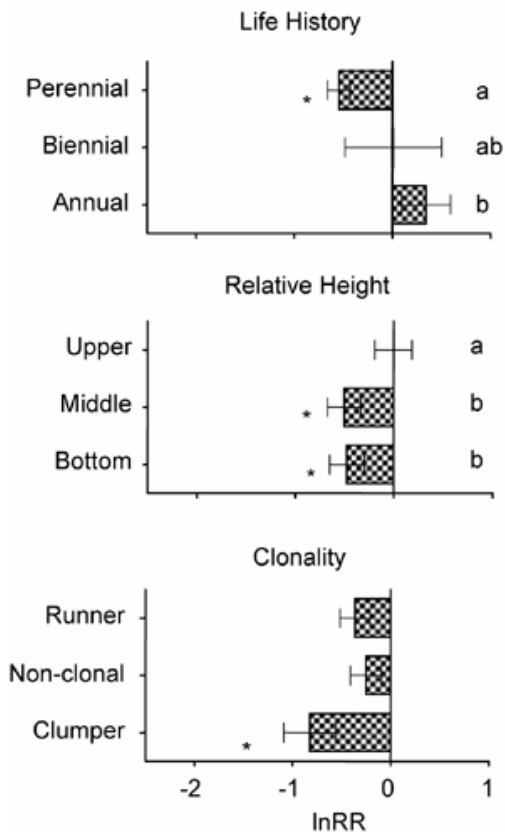 Life History
Perennial * a
Biennial ab
Annual b
Relative Height
Upper a
Middle * b
Bottom * b
Clonality
Runner
Non-clonal
Clumper *
-2 -1 0 1
lnRR